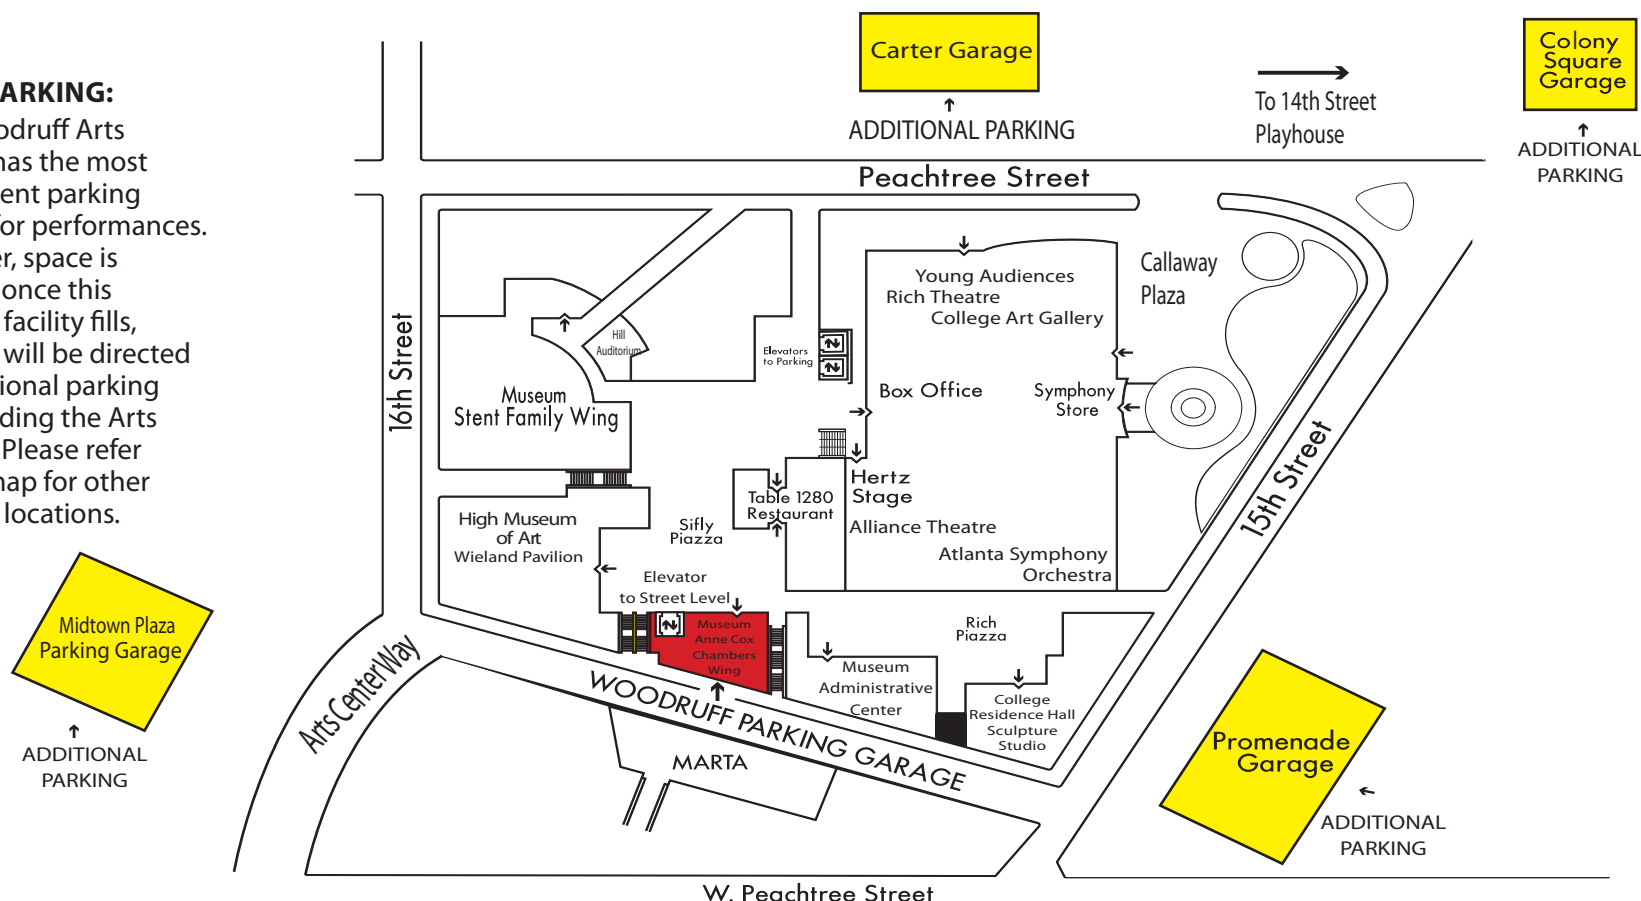 ARKING:
odruff Arts
has the most
ent parking
or performances.
er, space is
once this
facility fills,
will be directed
tional parking
ding the Arts
Please refer
nap for other
locations.
Carter Garage
ADDITIONAL PARKING
To 14th Street
Playhouse
Colony
Square
Garage
ADDITIONAL
PARKING
Peachtree Street
16th Street
Hill
Auditorium
Museum
Stent Family Wing
Elevators
to Parking
Young Audiences
Rich Theatre
College Art Gallery
Callaway
Plaza
Box Office
Symphony
Store
15th Street
Hertz
Stage
Table 1280
Restaurant
Alliance Theatre
Atlanta Symphony
Orchestra
High Museum
of Art
Wieland Pavilion
Sifly
Piazza
Elevator
to Street Level
Museum
Anne Cox
Chambers
Wing
Rich
Piazza
Museum
Administrative
Center
College
Residence Hall
Sculpture
Studio
Midtown Plaza
Parking Garage
ADDITIONAL
PARKING
Arts Center Way
WOODRUFF PARKING GARAGE
MARTA
Promenade
Garage
ADDITIONAL
PARKING
W. Peachtree Street